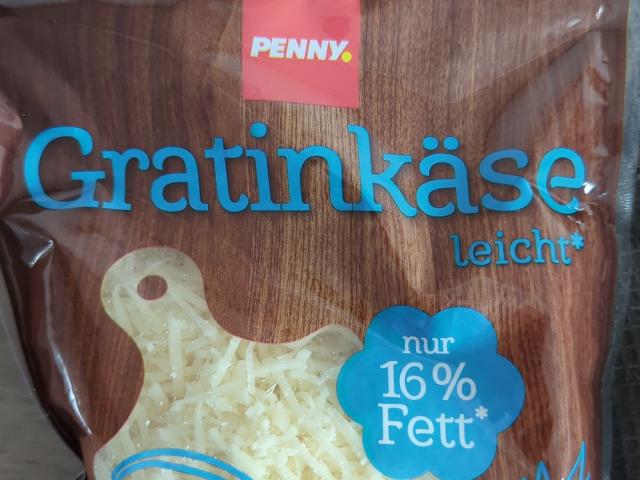 PENNY.
Gratinkäse
leicht*
nur
16%
Fett*